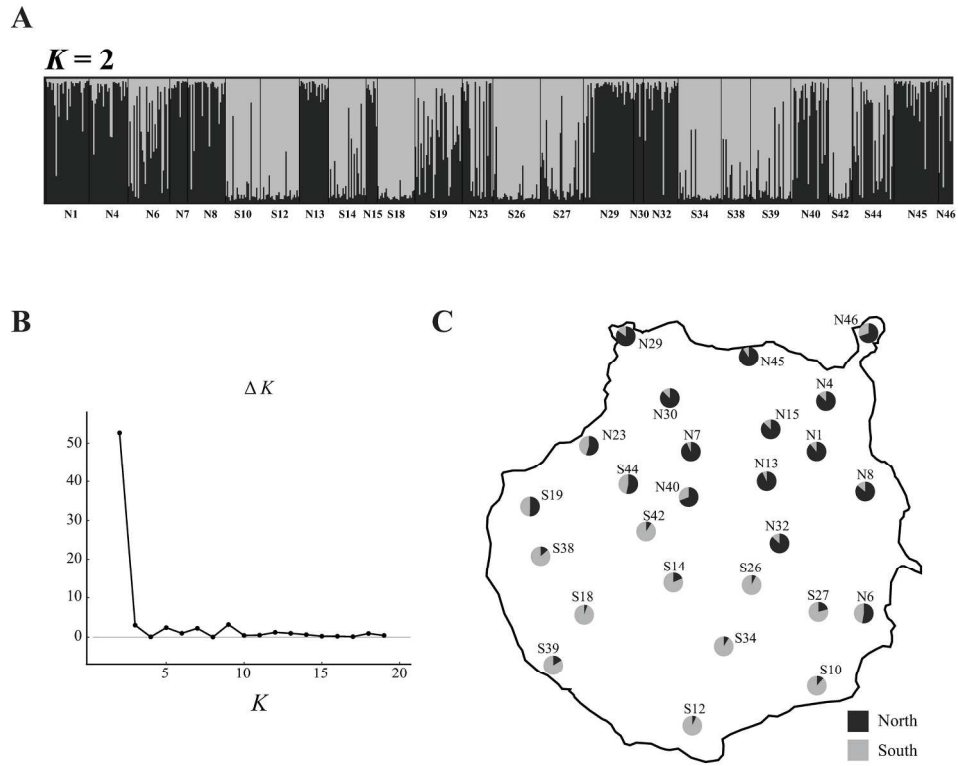 A
K = 2
N1 N4 N6 N7 N8 S10 S12 N13 S14 N15 S18 S19 N23 S26 S27 N29 N30 N32 S34 S38 S39 N40 S42 S44 N45 N46
B
Δ K
50
40
30
20
10
0
5 10 15 20
K
C
N46
N29
N45
N4
N30
N15
N23
N7
N1
S44
N13
N8
N40
S19
S42
N32
S38
S14
S26
S18
S27
N6
S34
S39
S10
S12
North
South